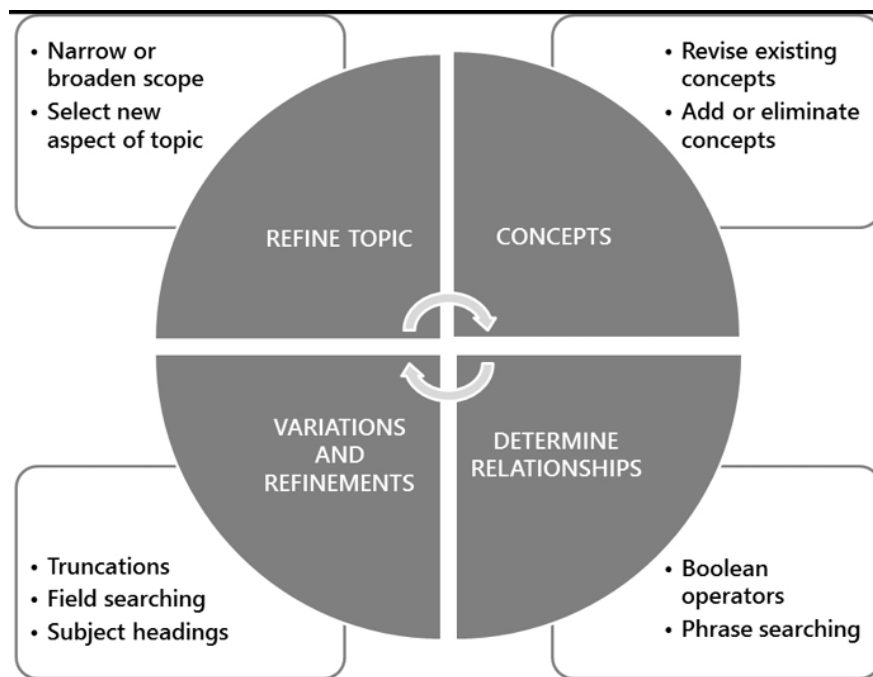 • Narrow or
broaden scope
• Select new
aspect of topic
• Revise existing
concepts
• Add or eliminate
concepts
REFINE TOPIC
CONCEPTS
VARIATIONS
AND
REFINEMENTS
DETERMINE
RELATIONSHIPS
• Truncations
• Field searching
• Subject headings
• Boolean
operators
• Phrase searching